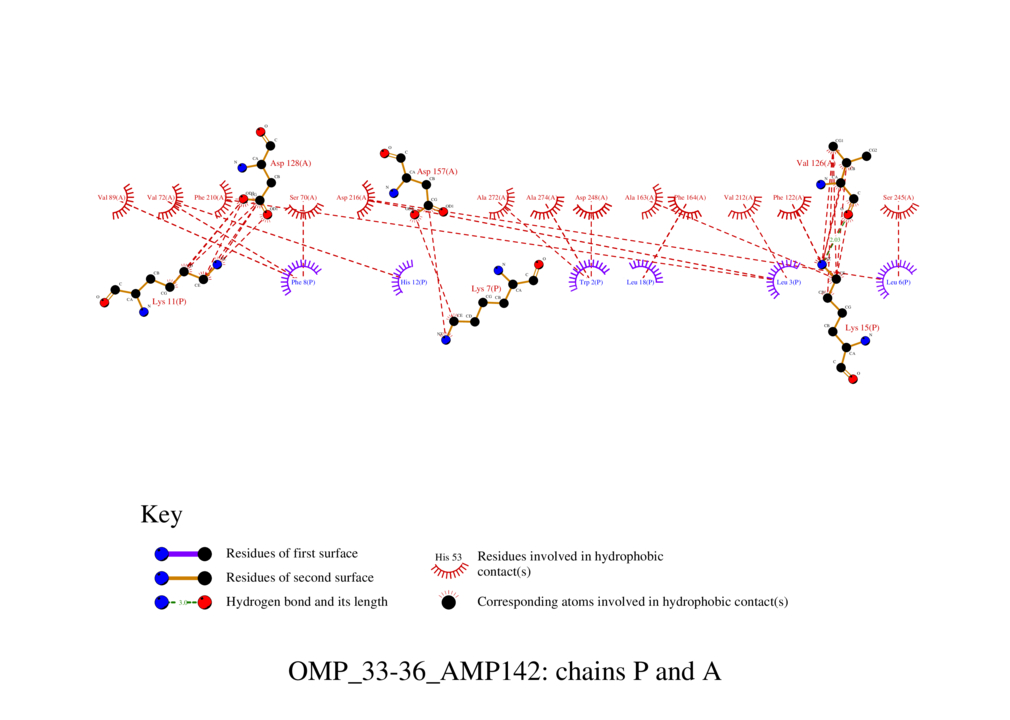 Asp 128(A)
Asp 157(A)
Val 126(A)
Val 89(A) Val 72(A) Phe 210(A) Ser 70(A) Asp 216(A) Ala 272(A) Ala 274(A) Asp 248(A) Ala 163(A) Phe 164(A) Val 212(A) Phe 122(A) Ser 245(A)
Phe 8(P) His 12(P) Trp 2(P) Leu 18(P) Leu 3(P) Leu 6(P)
Lys 7(P)
Lys 11(P)
Lys 15(P)
Key
Residues of first surface
Residues of second surface
3.0
Hydrogen bond and its length
His 53
Residues involved in hydrophobic
contact(s)
Corresponding atoms involved in hydrophobic contact(s)
OMP_33-36_AMP142: chains P and A